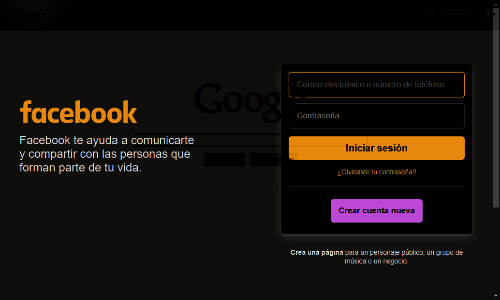 facebook
Facebook te ayuda a comunicarte
y compartir con las personas que
forman parte de tu vida.
Google
Correo electrónico o número de teléfono
Contraseña
Iniciar sesión
¿Olvidaste tu contraseña?
Crear cuenta nueva
Crea una página para un personaje público, un grupo de
música o un negocio.